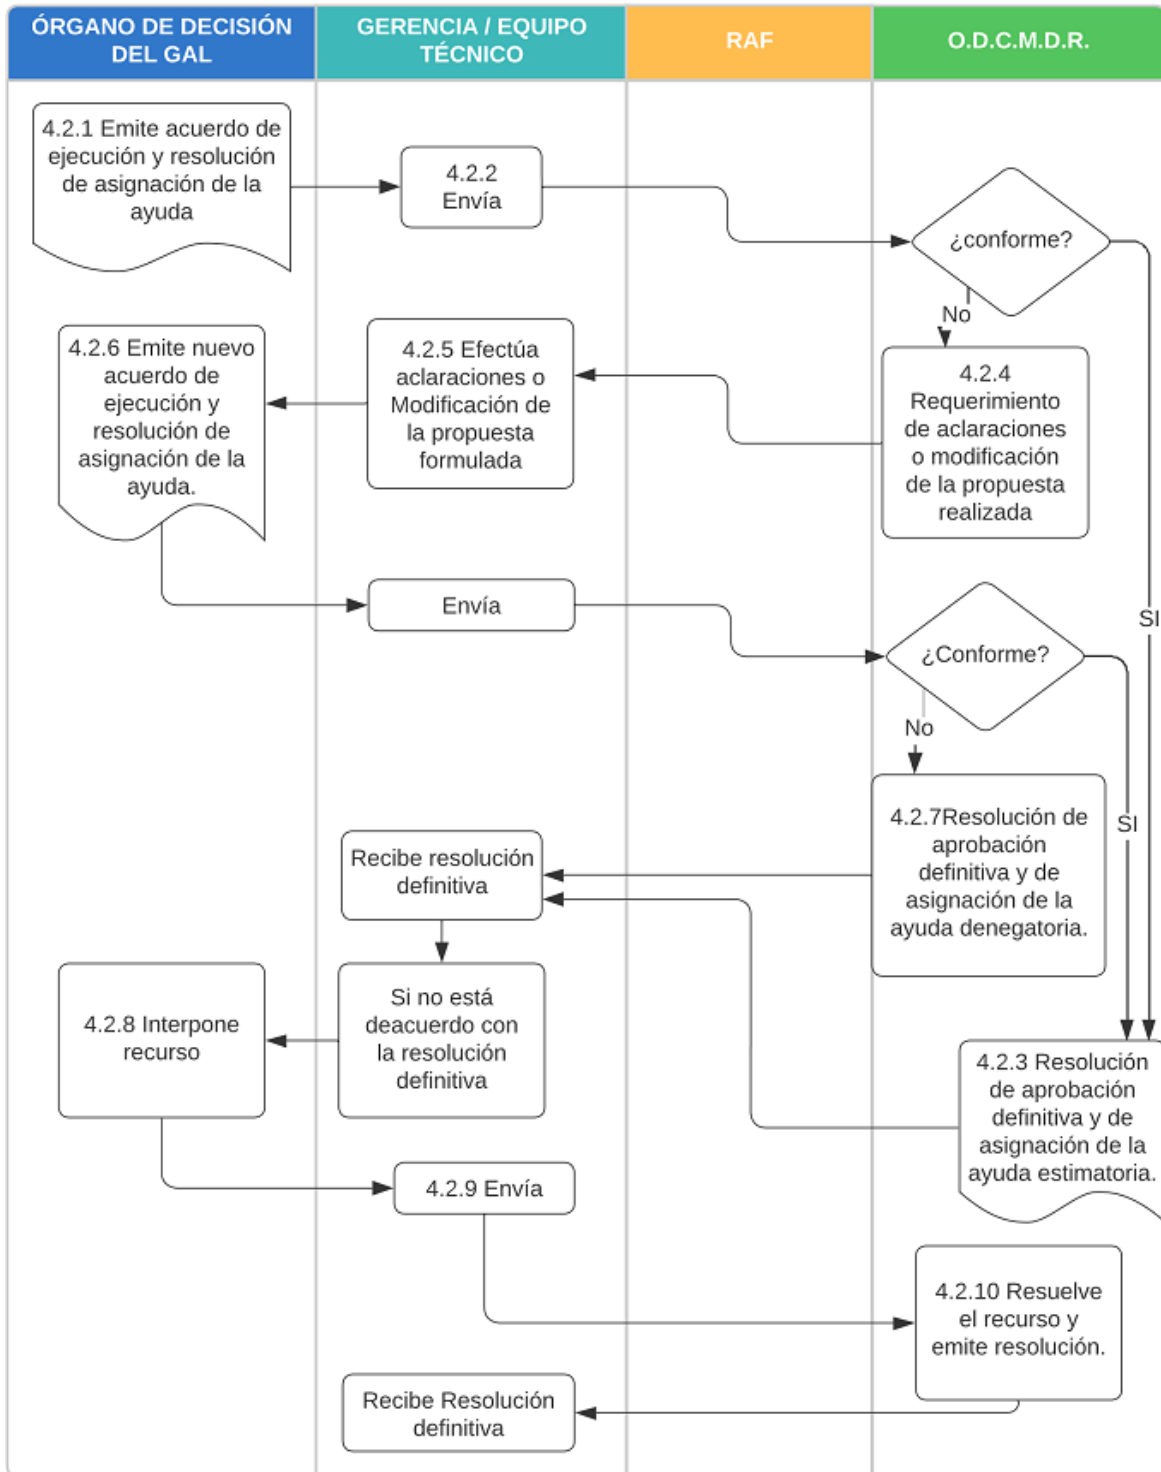 ÓRGANO DE DECISIÓN
DEL GAL
GERENCIA / EQUIPO
TÉCNICO
RAF
O.D.C.M.D.R.
4.2.1 Emite acuerdo de
ejecución y resolución
de asignación de la
ayuda
4.2.2
Envía
¿conforme?
No
4.2.6 Emite nuevo
acuerdo de
ejecución y
resolución de
asignación de la
ayuda.
4.2.5 Efectúa
aclaraciones o
Modificación de
la propuesta
formulada
4.2.4
Requerimiento
de aclaraciones
o modificación
de la propuesta
realizada
Envía
SI
¿Conforme?
No
4.2.7Resolución de
aprobación
definitiva y de
asignación de la
ayuda denegatoria.
SI
Recibe resolución
definitiva
4.2.8 Interpone
recurso
Si no está
deacuerdo con
la resolución
definitiva
4.2.3 Resolución
de aprobación
definitiva y de
asignación de la
ayuda estimatoria.
4.2.9 Envía
4.2.10 Resuelve
el recurso y
emite resolución.
Recibe Resolución
definitiva